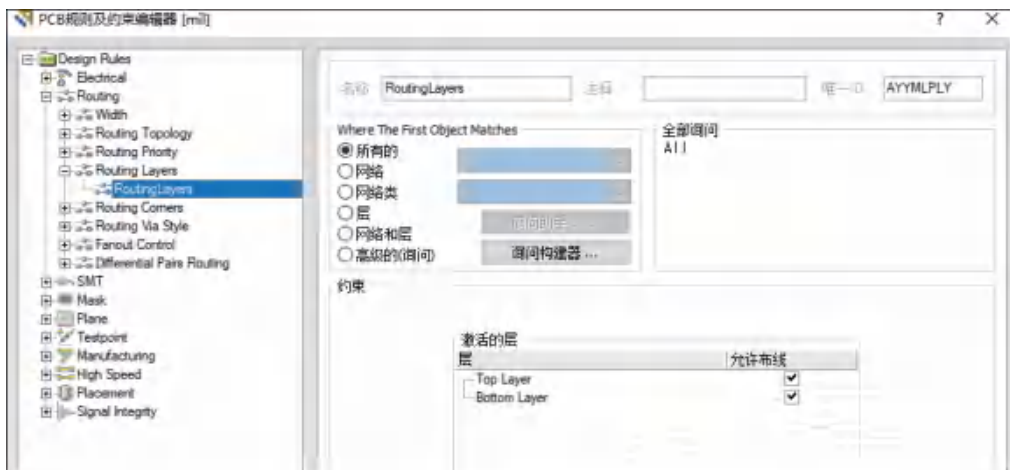 PCB规则及约束编辑器 [mil]
? ×
Design Rules
Electrical
Routing
Width
Routing Topology
Routing Priority
Routing Layers
RoutingLayers
Routing Corners
Routing Via Style
Fanout Control
Differential Pairs Routing
SMT
Mask
Plane
Testpoint
Manufacturing
High Speed
Placement
Signal Integrity
名称 RoutingLayers 注释 唯一ID AYYMLPLY
Where The First Object Matches
所有的
网络
网络类
层
网络和层
高级的(询问)
询问构建器 ...
全部询问
All
约束
激活的层
层 允许布线
Top Layer
Bottom Layer